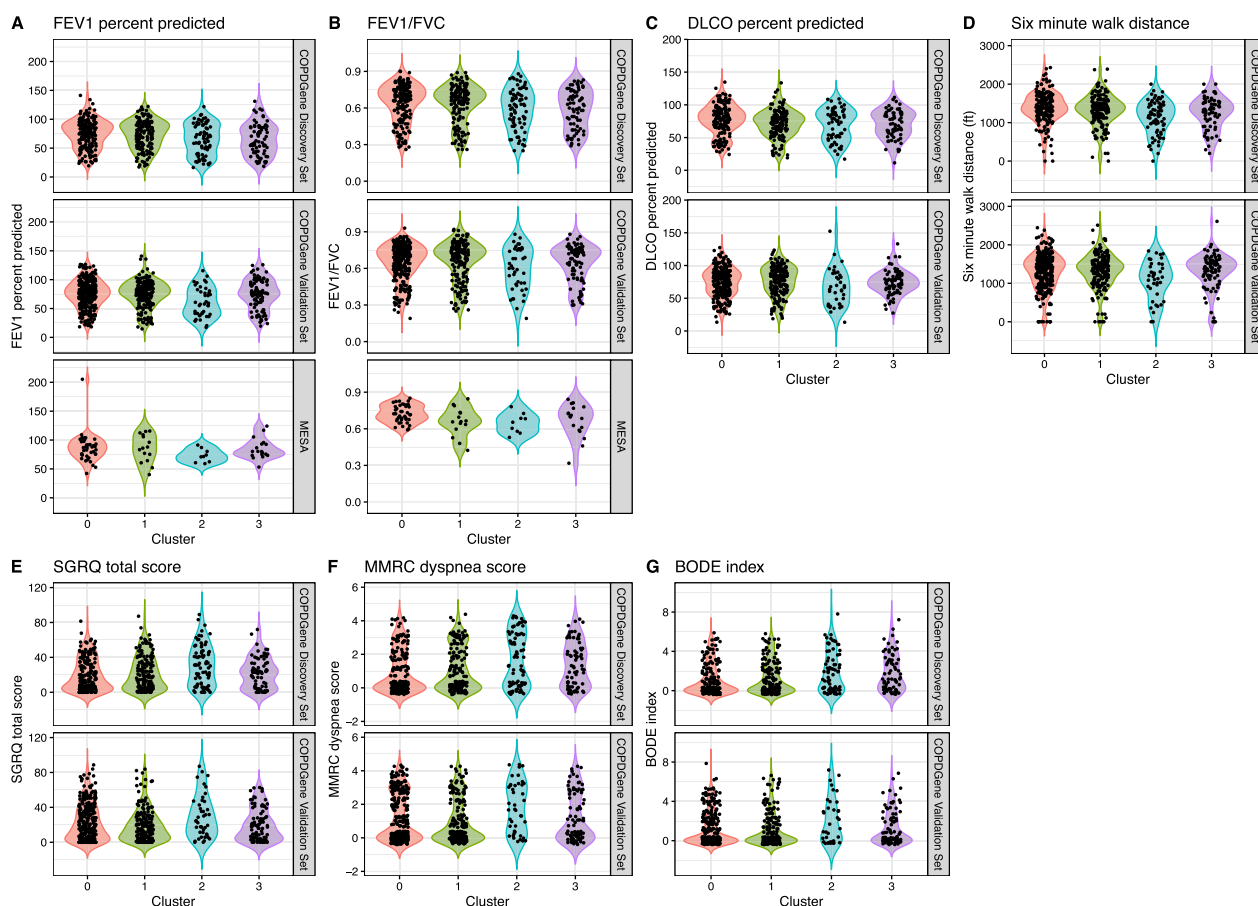 A FEV1 percent predicted
FEV1 percent predicted
200
150
100
50
0
COPDGene Discovery Set
200
150
100
50
0
COPDGene Validation Set
200
150
100
50
0
MESA
0 1 2 3
Cluster
B FEV1/FVC
FEV1/FVC
0.9
0.6
0.3
0.0
COPDGene Discovery Set
0.9
0.6
0.3
0.0
COPDGene Validation Set
0.9
0.6
0.3
0.0
MESA
0 1 2 3
Cluster
C DLCO percent predicted
DLCO percent predicted
200
150
100
50
0
COPDGene Discovery Set
200
150
100
50
0
COPDGene Validation Set
0 1 2 3
Cluster
D Six minute walk distance
Six minute walk distance (ft)
3000
2000
1000
0
COPDGene Discovery Set
3000
2000
1000
0
COPDGene Validation Set
0 1 2 3
Cluster
E SGRQ total score
SGRQ total score
120
80
40
0
COPDGene Discovery Set
120
80
40
0
COPDGene Validation Set
0 1 2 3
Cluster
F MMRC dyspnea score
MMRC dyspnea score
6
4
2
0
−2
COPDGene Discovery Set
6
4
2
0
−2
COPDGene Validation Set
0 1 2 3
Cluster
G BODE index
BODE index
8
4
0
COPDGene Discovery Set
8
4
0
COPDGene Validation Set
0 1 2 3
Cluster